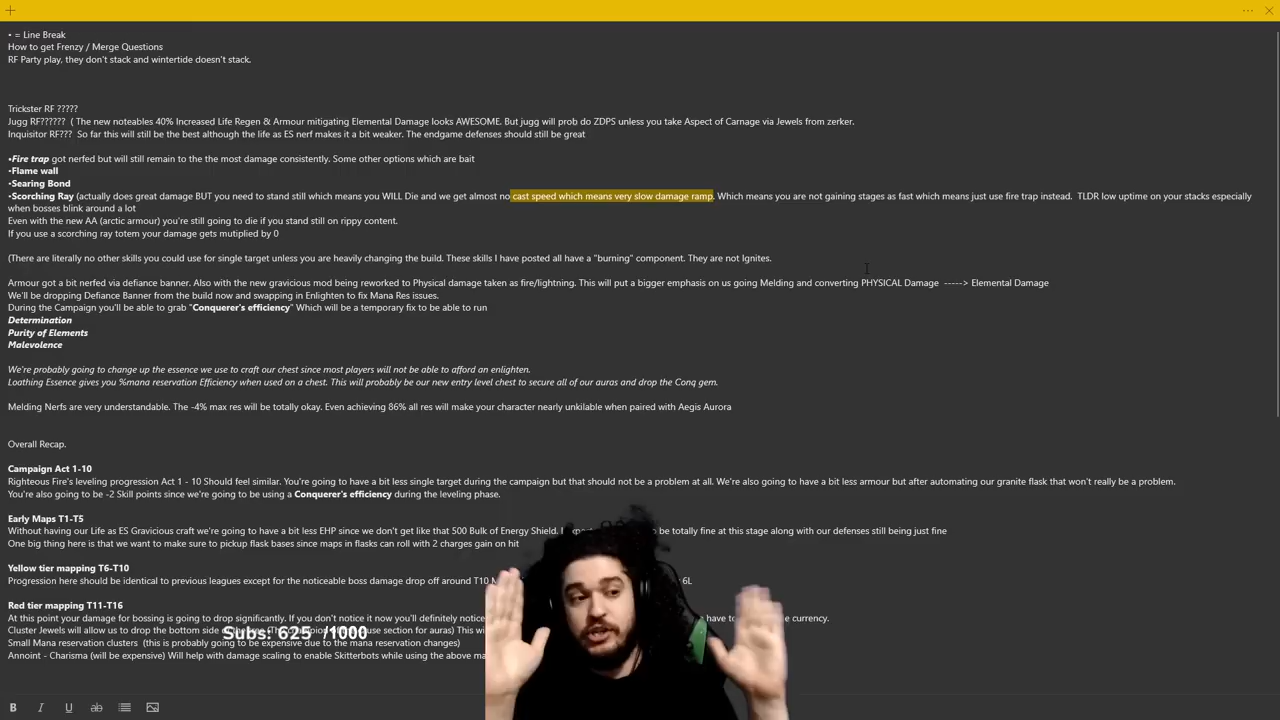 • = Line Break
How to get Frenzy / Merge Questions
RF Party play, they don't stack and wintertide doesn't stack.
Trickster RF ?????
Jugg RF?????? ( The new noteables 40% Increased Life Regen & Armour mitigating Elemental Damage looks AWESOME. But jugg will prob do ZDPS unless you take Aspect of Carnage via Jewels from zerker.
Inquisitor RF??? So far this will still be the best although the life as ES nerf makes it a bit weaker. The endgame defenses should still be great
•Fire trap got nerfed but will still remain to the the most damage consistently. Some other options which are bait
•Flame wall
•Searing Bond
•Scorching Ray (actually does great damage BUT you need to stand still which means you WILL Die and we get almost no cast speed which means very slow damage ramp. Which means you are not gaining stages as fast which means just use fire trap instead. TLDR low uptime on your stacks especially
when bosses blink around a lot
Even with the new AA (arctic armour) you're still going to die if you stand still on rippy content.
If you use a scorching ray totem your damage gets mutiplied by 0
(There are literally no other skills you could use for single target unless you are heavily changing the build. These skills I have posted all have a "burning" component. They are not Ignites.
Armour got a bit nerfed via defiance banner. Also with the new gravicious mod being reworked to Physical damage taken as fire/lightning. This will put a bigger emphasis on us going Melding and converting PHYSICAL Damage -----> Elemental Damage
We'll be dropping Defiance Banner from the build now and swapping in Enlighten to fix Mana Res issues.
During the Campaign you'll be able to grab "Conquerer's efficiency" Which will be a temporary fix to be able to run
Determination
Purity of Elements
Malevolence
We're probably going to change up the essence we use to craft our chest since most players will not be able to afford an enlighten.
Loathing Essence gives you %mana reservation Efficiency when used on a chest. This will probably be our new entry level chest to secure all of our auras and drop the Conq gem.
Melding Nerfs are very understandable. The -4% max res will be totally okay. Even achieving 86% all res will make your character nearly unkilable when paired with Aegis Aurora
Overall Recap.
Campaign Act 1-10
Righteous Fire's leveling progression Act 1 - 10 Should feel similar. You're going to have a bit less single target during the campaign but that should not be a problem at all. We're also going to have a bit less armour but after automating our granite flask that won't really be a problem.
You're also going to be -2 Skill points since we're going to be using a Conquerer's efficiency during the leveling phase.
Early Maps T1-T5
Without having our Life as ES Gravicious craft we're going to have a bit less EHP since we don't get like that 500 Bulk of Energy Shield. I be totally fine at this stage along with our defenses still being just fine
One big thing here is that we want to make sure to pickup flask bases since maps in flasks can roll with 2 charges gain on hit
Yellow tier mapping T6-T10
Progression here should be identical to previous leagues except for the noticeable boss damage drop off around T10 6L
Red tier mapping T11-T16
At this point your damage for bossing is going to drop significantly. If you don't notice it now you'll definitely have to currency.
Cluster Jewels will allow us to drop the bottom side use section for auras) This
Subs: 625 /1000
Small Mana reservation clusters (this is probably going to be expensive due to the mana reservation changes)
Annoint - Charisma (will be expensive) Will help with damage scaling to enable Skitterbots while using the above
B I U ab